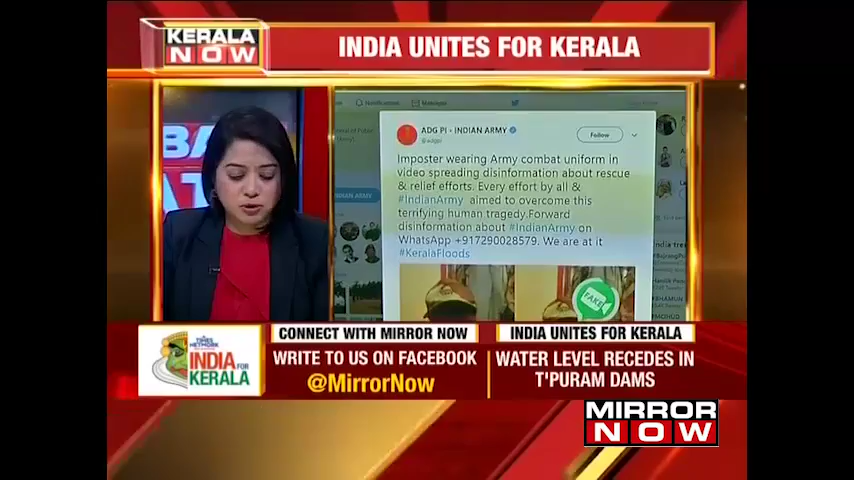 KERALA
NOW
INDIA UNITES FOR KERALA
Notifications
ADG PI - INDIAN ARMY
@adgpi
Follow
Imposter wearing Army combat uniform in
video spreading disinformation about rescue
& relief efforts. Every effort by all &
#IndianArmy aimed to overcome this
terrifying human tragedy.Forward
disinformation about #IndianArmy on
WhatsApp +917290028579. We are at it
#KeralaFloods
FAKE
TIMES
NETWORK
INDIA FOR
KERALA
CONNECT WITH MIRROR NOW
WRITE TO US ON FACEBOOK
@MirrorNow
INDIA UNITES FOR KERALA
WATER LEVEL RECEDES IN
T'PURAM DAMS
MIRROR
NOW